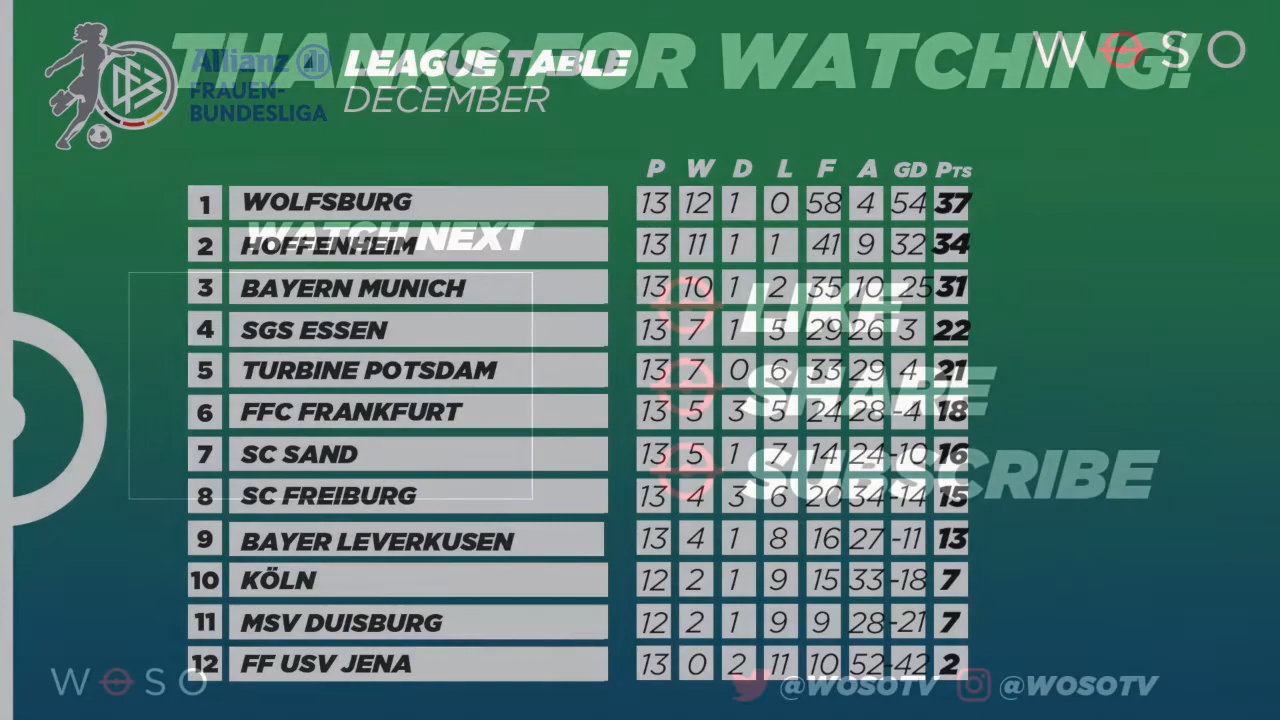 THANKS FOR WATCHING!
WOSO
Allianz
FRAUEN-
BUNDESLIGA
LEAGUE TABLE
DECEMBER
P W D L F A GD PTS
1 WOLFSBURG 13 12 1 0 58 4 54 37
WATCH NEXT
2 HOFFENHEIM 13 11 1 1 41 9 32 34
3 BAYERN MUNICH 13 10 1 2 35 10 25 31
LIKE
4 SGS ESSEN 13 7 1 5 29 26 3 22
5 TURBINE POTSDAM 13 7 0 6 33 29 4 21
SHARE
6 FFC FRANKFURT 13 5 3 5 24 28 -4 18
7 SC SAND 13 5 1 7 14 24 -10 16
SUBSCRIBE
8 SC FREIBURG 13 4 3 6 20 34 -14 15
9 BAYER LEVERKUSEN 13 4 1 8 16 27 -11 13
10 KÖLN 12 2 1 9 15 33 -18 7
11 MSV DUISBURG 12 2 1 9 9 28 -21 7
12 FF USV JENA 13 0 2 11 10 52 -42 2
WOSO
@WOSOTV @WOSOTV